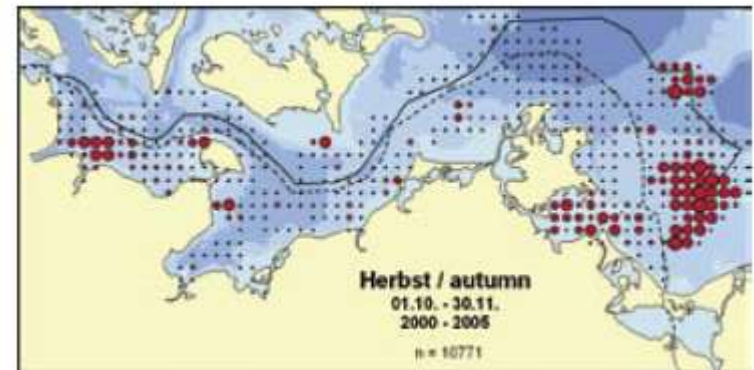 Herbst / autumn
01.10. - 30.11.
2000 - 2005
n = 10771